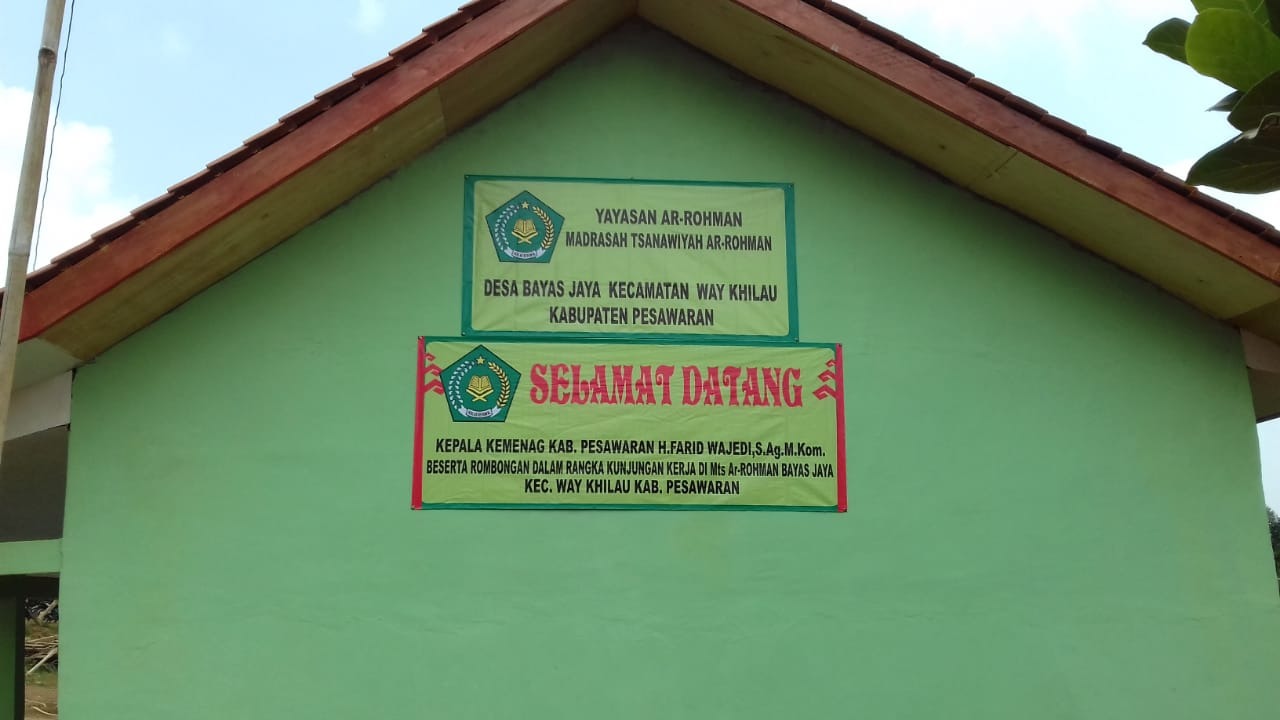 YAYASAN AR-ROHMAN
MADRASAH TSANAWIYAH AR-ROHMAN
DESA BAYAS JAYA KECAMATAN WAY KHILAU
KABUPATEN PESAWARAN
SELAMAT DATANG
KEPALA KEMENAG KAB. PESAWARAN H.FARID WAJEDI,S.Ag.M.Kom.
BESERTA ROMBONGAN DALAM RANGKA KUNJUNGAN KERJA DI Mts Ar-ROHMAN BAYAS JAYA
KEC. WAY KHILAU KAB. PESAWARAN